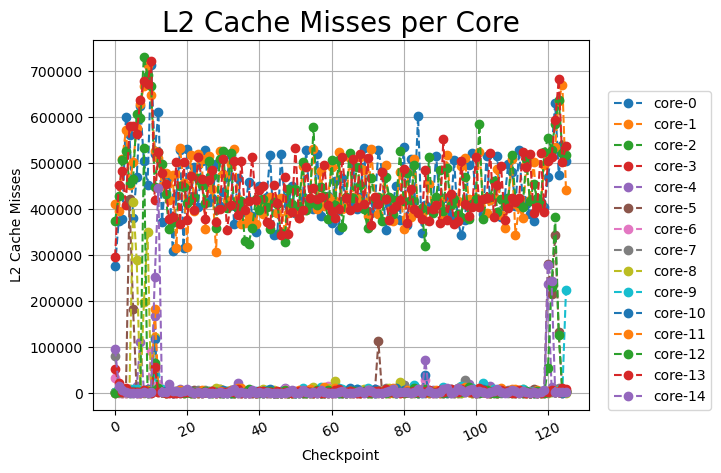 L2 Cache Misses per Core
L2 Cache Misses
700000
600000
500000
400000
300000
200000
100000
0
0
20
40
60
80
100
120
Checkpoint
core-0
core-1
core-2
core-3
core-4
core-5
core-6
core-7
core-8
core-9
core-10
core-11
core-12
core-13
core-14